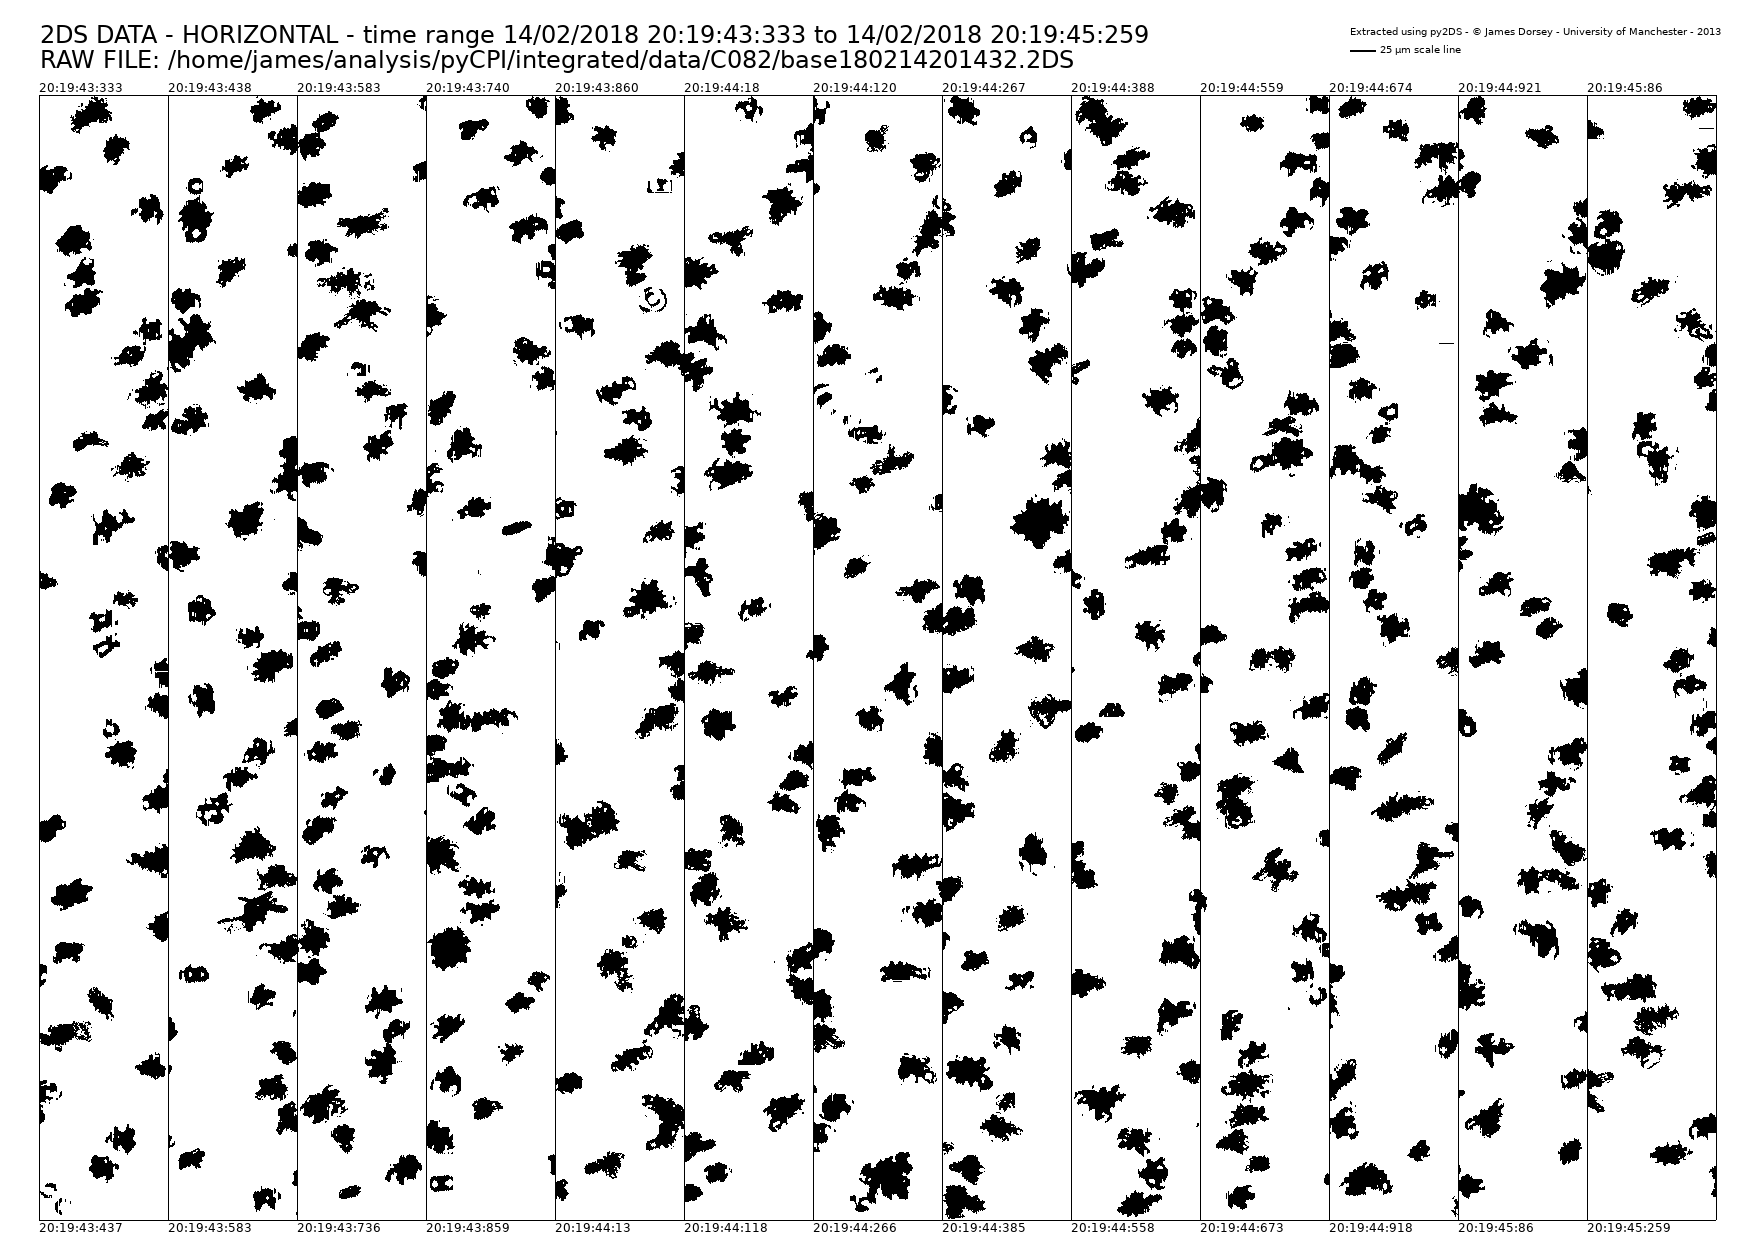 2DS DATA - HORIZONTAL - time range 14/02/2018 20:19:43:333 to 14/02/2018 20:19:45:259
RAW FILE: /home/james/analysis/pyCPI/integrated/data/C082/base180214201432.2DS
Extracted using py2DS - © James Dorsey - University of Manchester - 2013
25 µm scale line
20:19:43:333 20:19:43:438 20:19:43:583 20:19:43:740 20:19:43:860 20:19:44:18 20:19:44:120 20:19:44:267 20:19:44:388 20:19:44:559 20:19:44:674 20:19:44:921 20:19:45:86
20:19:43:437 20:19:43:583 20:19:43:736 20:19:43:859 20:19:44:13 20:19:44:118 20:19:44:266 20:19:44:385 20:19:44:558 20:19:44:673 20:19:44:918 20:19:45:86 20:19:45:259